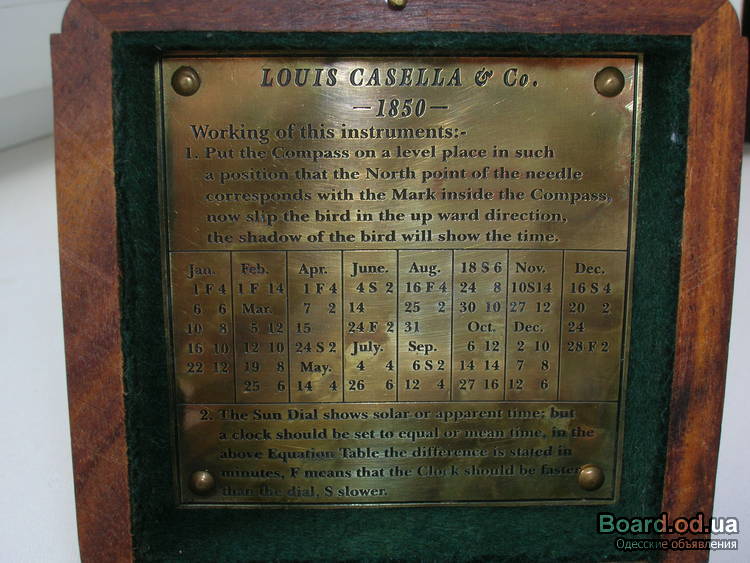 LOUIS CASELLA & Co.
—1850—
Working of this instruments:-
1. Put the Compass on a level place in such
a position that the North point of the needle
corresponds with the Mark inside the Compass,
now slip the bird in the up ward direction,
the shadow of the bird will show the time.
Jan. Feb. Apr. June. Aug. 18 S 6 Nov. Dec.
1 F 4 1 F 14 1 F 4 4 S 2 16 F 4 24 8 10S14 16 S 4
6 6 Mar. 7 2 14 25 2 30 10 27 12 20 2
10 8 5 12 15 24 F 2 31 Oct. Dec. 24
16 10 12 10 24 S 2 July. Sep. 6 12 2 10 28 F 2
22 12 19 8 May. 4 4 6 S 2 14 14 7 8
25 6 14 4 26 6 12 4 27 16 12 6
2. The Sun Dial shows solar or apparent time; but
a clock should be set to equal or mean time, in the
above Equation Table the difference is stated in
minutes, F means that the Clock should be faster
than the dial, S slower.
Board.od.ua
Одесские объявления